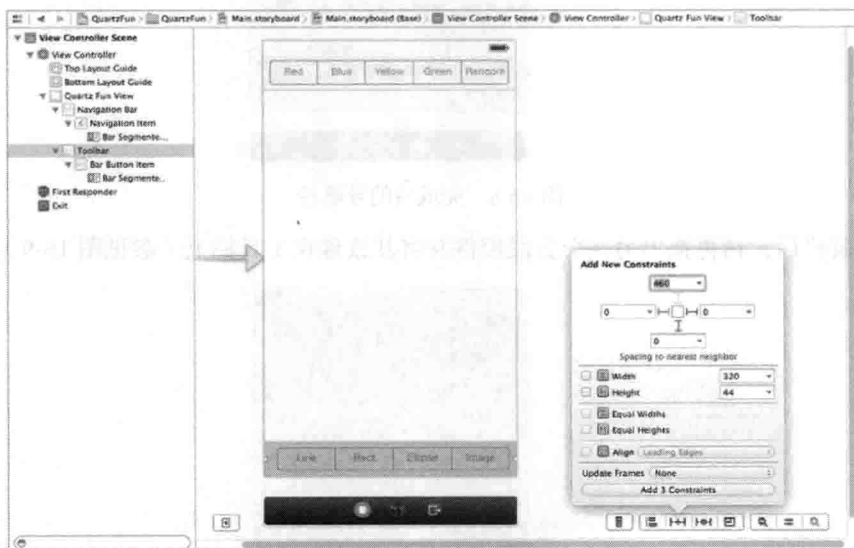 QuartzFun › QuartzFun › Main.storyboard › Main.storyboard (Base) › View Controller Scene › View Controller › Quartz Fun View › Toolbar
View Controller Scene
View Controller
Top Layout Guide
Bottom Layout Guide
Quartz Fun View
Navigation Bar
Navigation Item
Bar Segmente...
Toolbar
Bar Button Item
Bar Segmente...
First Responder
Exit
Red Blue Yellow Green Random
Line Rect Ellipse Image
Add New Constraints
460
0 0
0
Spacing to nearest neighbor
Width 320
Height 44
Equal Widths
Equal Heights
Align Leading Edges
Update Frames None
Add 3 Constraints